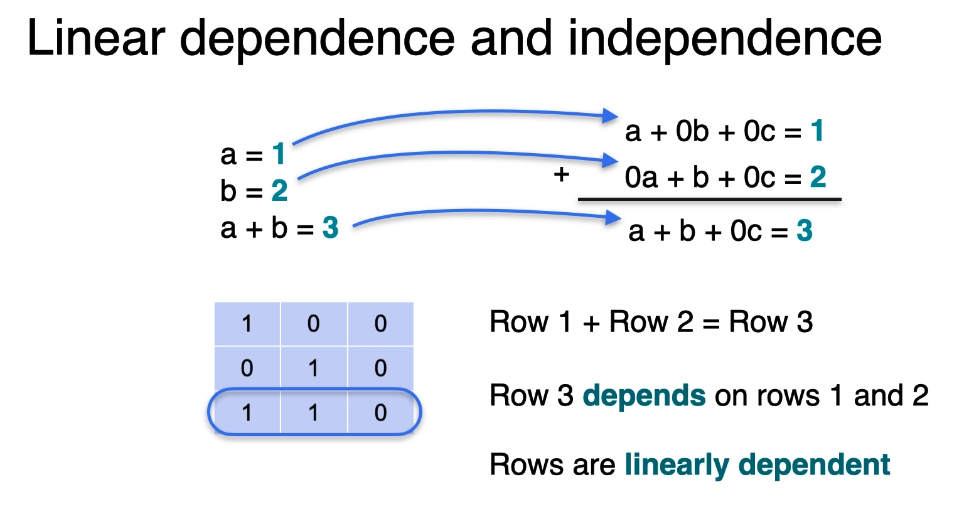 Linear dependence and independence
a = 1
b = 2
a + b = 3
a + 0b + 0c = 1
+ 0a + b + 0c = 2
a + b + 0c = 3
1 0 0
0 1 0
1 1 0
Row 1 + Row 2 = Row 3
Row 3 depends on rows 1 and 2
Rows are linearly dependent